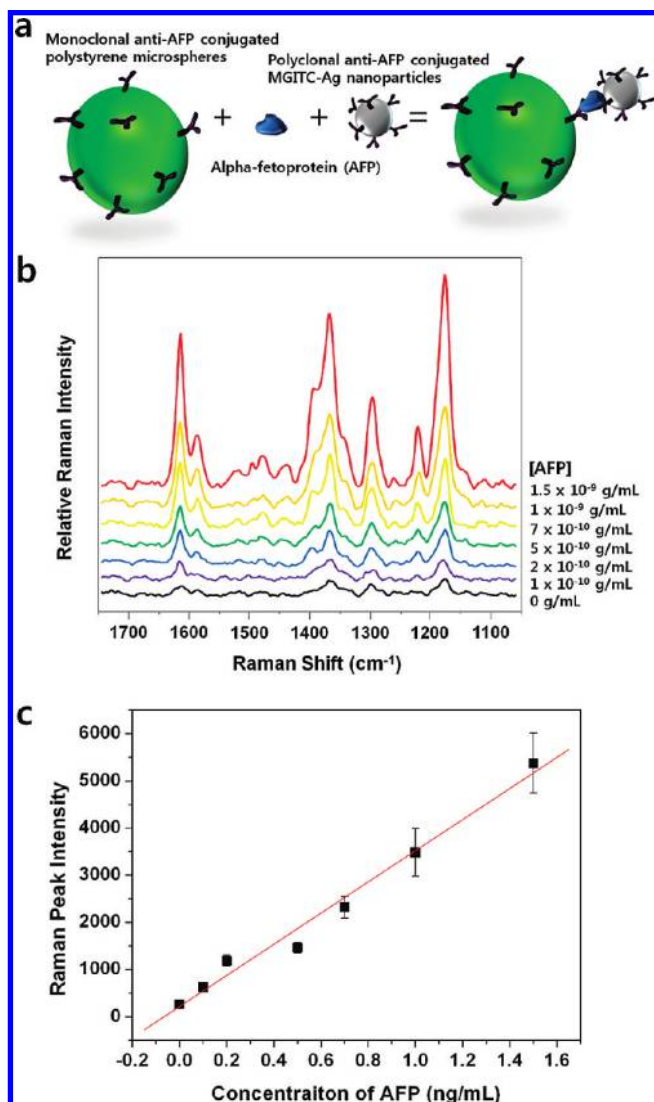 a
Monoclonal anti-AFP conjugated
polystyrene microspheres
Polyclonal anti-AFP conjugated
MGITC-Ag nanoparticles
+
+
=
Alpha-fetoprotein (AFP)
b
Relative Raman Intensity
[AFP]
1.5 x 10⁻⁹ g/mL
1 x 10⁻⁹ g/mL
7 x 10⁻¹⁰ g/mL
5 x 10⁻¹⁰ g/mL
2 x 10⁻¹⁰ g/mL
1 x 10⁻¹⁰ g/mL
0 g/mL
1700 1600 1500 1400 1300 1200 1100
Raman Shift (cm⁻¹)
c
Raman Peak Intensity
6000
5000
4000
3000
2000
1000
0
-0.2 0.0 0.2 0.4 0.6 0.8 1.0 1.2 1.4 1.6
Concentraiton of AFP (ng/mL)